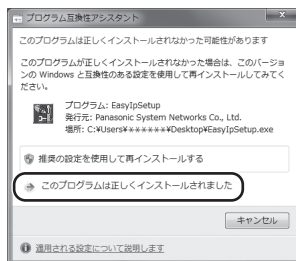 プログラム互換性アシスタント
このプログラムは正しくインストールされなかった可能性があります
このプログラムが正しくインストールされなかった場合は、このバージョ
ンの Windows と互換性のある設定を使用して再インストールしてみてく
ださい。
プログラム: EasyIpSetup
発行元: Panasonic System Networks Co., Ltd.
場所: C:¥Users¥******¥Desktop¥EasyIpSetup.exe
推奨の設定を使用して再インストールする
このプログラムは正しくインストールされました
キャンセル
適用される設定について説明します